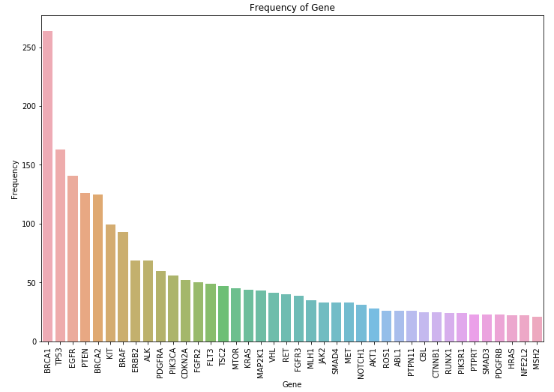 Frequency of Gene
250
200
150
100
50
0
Frequency
BRCA1
TP53
EGFR
PTEN
BRCA2
KIT
BRAF
ERBB2
ALK
PDGFRA
PIK3CA
CDKN2A
FGFR2
FLT3
TSC2
MTOR
KRAS
MAP2K1
VHL
RET
FGFR3
MLH1
JAK2
SMAD4
MET
NOTCH1
AKT1
ROS1
ABL1
PTPN11
CBL
CTNNB1
RUNX1
PIK3R1
PTPRT
SMAD3
PDGFRB
HRAS
NFE2L2
MSH2
Gene